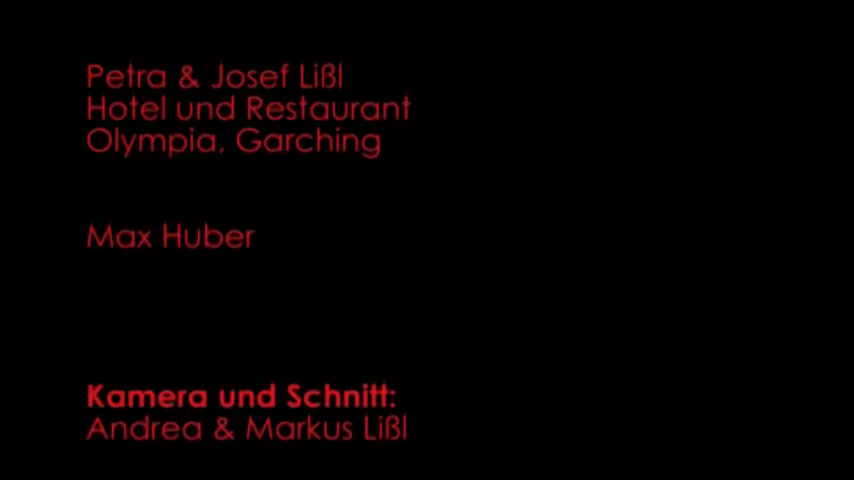 Petra & Josef Lißl
Hotel und Restaurant
Olympia, Garching
Max Huber
Kamera und Schnitt:
Andrea & Markus Lißl